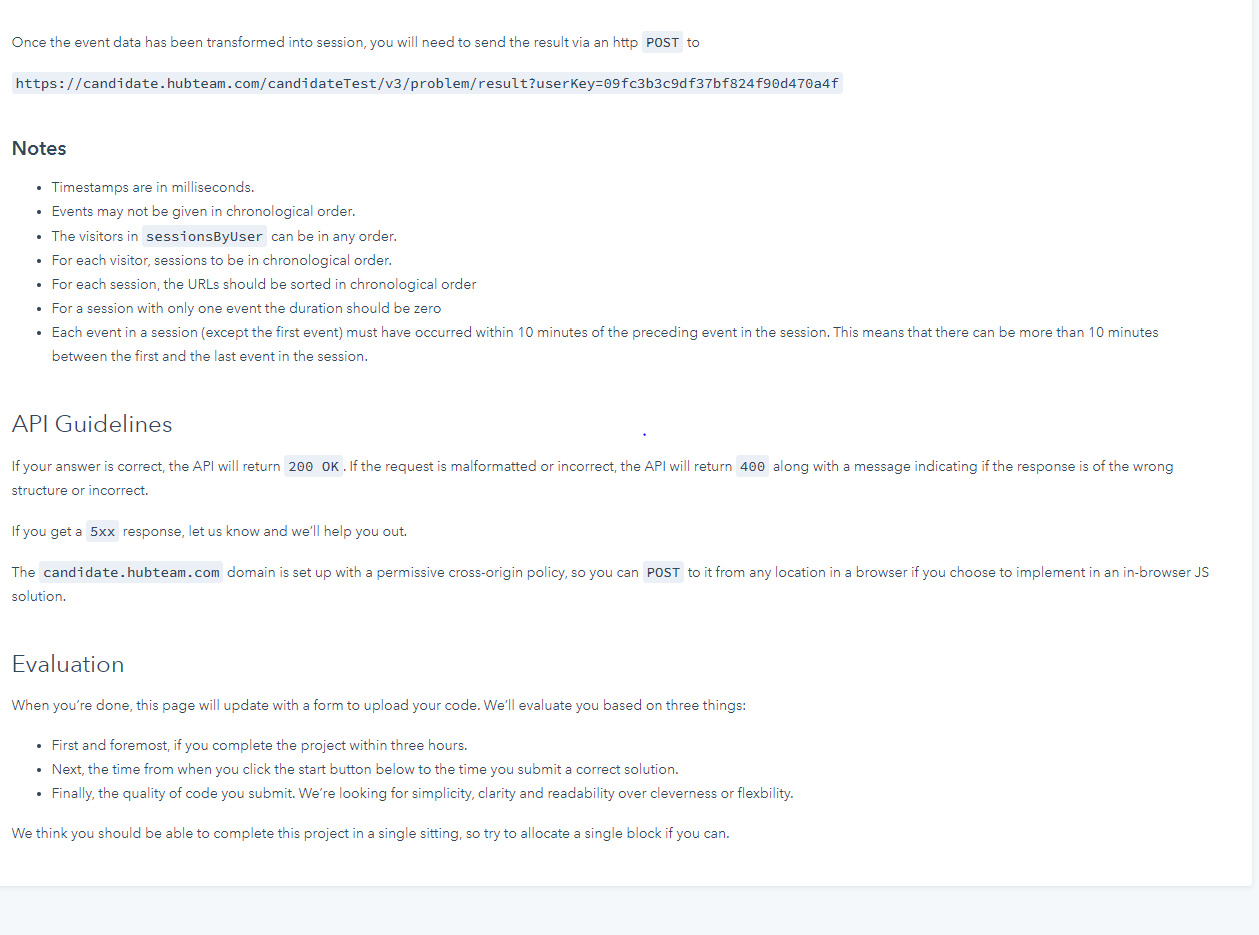 Once the event data has been transformed into session, you will need to send the result via an http POST to
https://candidate.hubteam.com/candidateTest/v3/problem/result?userKey=09fc3b3c9df37bf824f90d470a4f
Notes
• Timestamps are in milliseconds.
• Events may not be given in chronological order.
• The visitors in sessionsByUser can be in any order.
• For each visitor, sessions to be in chronological order.
• For each session, the URLs should be sorted in chronological order
• For a session with only one event the duration should be zero
• Each event in a session (except the first event) must have occurred within 10 minutes of the preceding event in the session. This means that there can be more than 10 minutes
between the first and the last event in the session.
API Guidelines
If your answer is correct, the API will return 200 OK. If the request is malformatted or incorrect, the API will return 400 along with a message indicating if the response is of the wrong
structure or incorrect.
If you get a 5xx response, let us know and we'll help you out.
The candidate.hubteam.com domain is set up with a permissive cross-origin policy, so you can POST to it from any location in a browser if you choose to implement in an in-browser JS
solution.
Evaluation
When you're done, this page will update with a form to upload your code. We'll evaluate you based on three things:
• First and foremost, if you complete the project within three hours.
• Next, the time from when you click the start button below to the time you submit a correct solution.
• Finally, the quality of code you submit. We're looking for simplicity, clarity and readability over cleverness or flexbility.
We think you should be able to complete this project in a single sitting, so try to allocate a single block if you can.